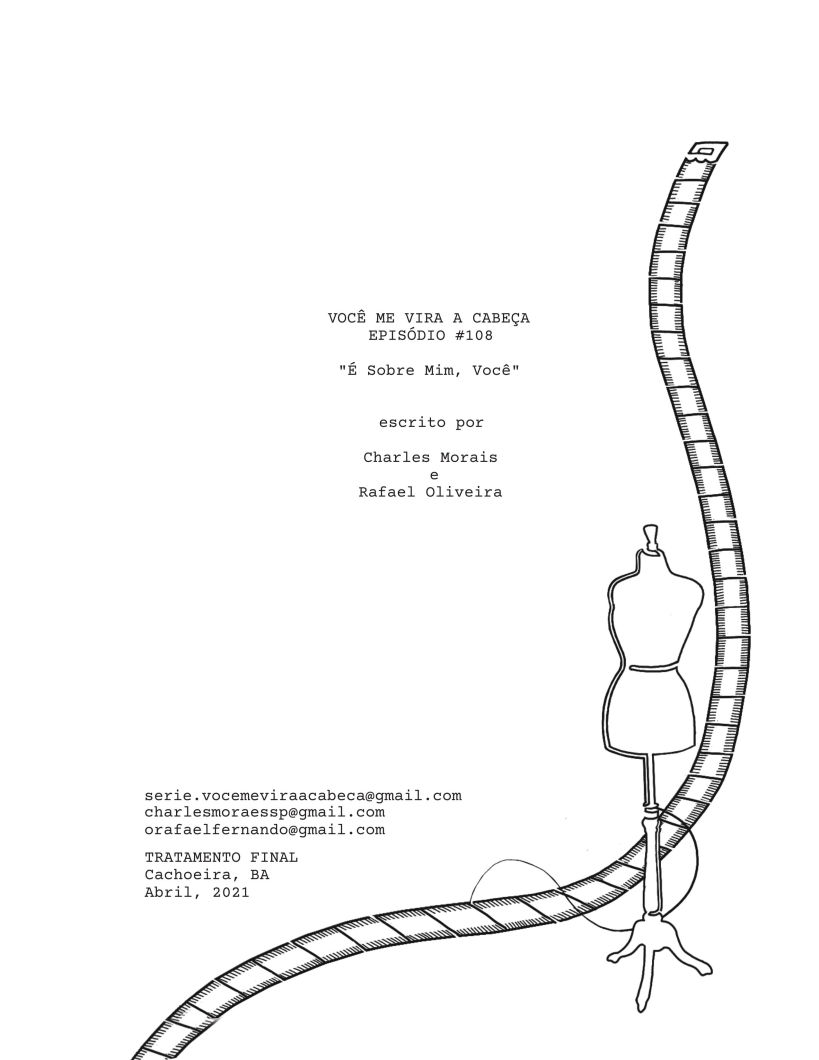 VOCÊ ME VIRA A CABEÇA
EPISÓDIO #108
"É Sobre Mim, Você"
escrito por
Charles Morais
e
Rafael Oliveira
serie.vocemeviraacabeca@gmail.com
charlesmoraessp@gmail.com
orafaelfernando@gmail.com
TRATAMENTO FINAL
Cachoeira, BA
Abril, 2021